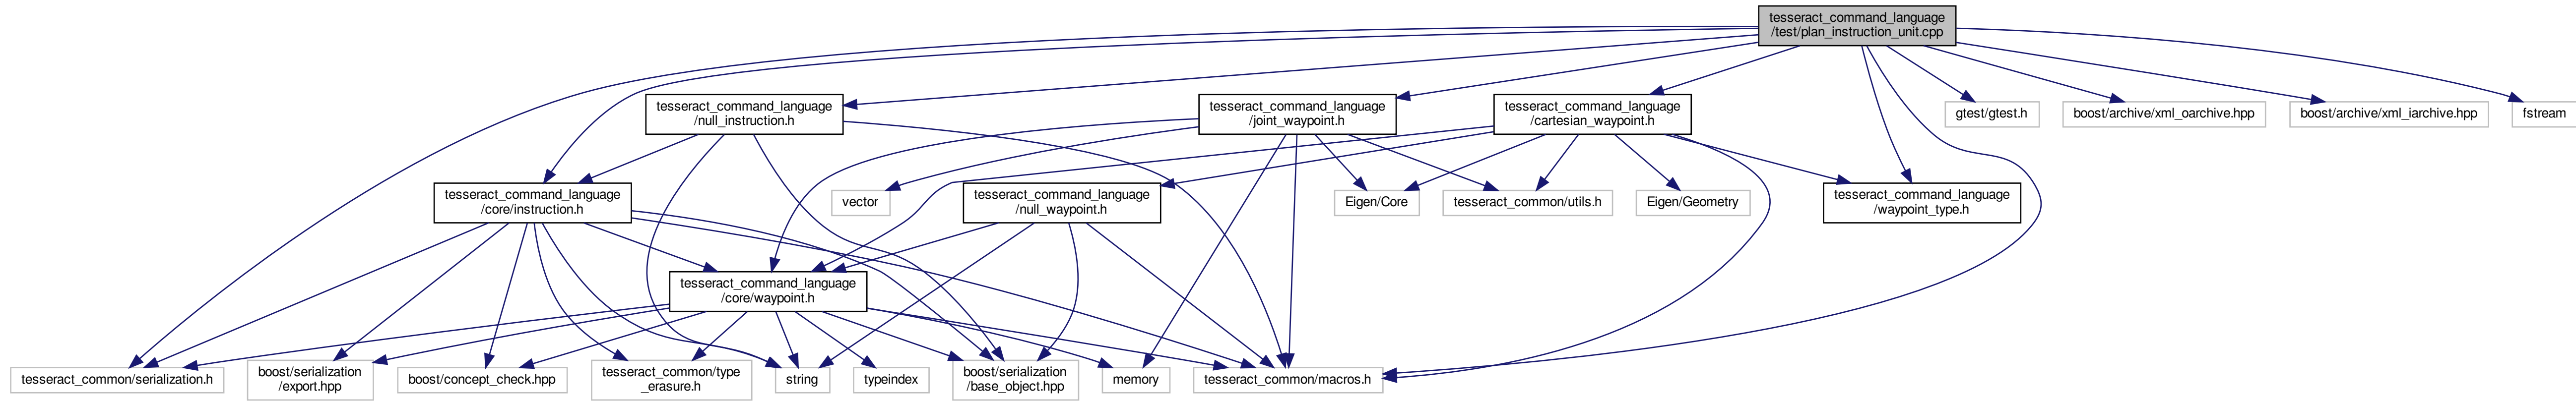 tesseract_command_language
/test/plan_instruction_unit.cpp
tesseract_command_language
/null_instruction.h
tesseract_command_language
/joint_waypoint.h
tesseract_command_language
/cartesian_waypoint.h
gtest/gtest.h
boost/archive/xml_oarchive.hpp
boost/archive/xml_iarchive.hpp
fstream
tesseract_command_language
/core/instruction.h
vector
tesseract_command_language
/null_waypoint.h
Eigen/Core
tesseract_common/utils.h
Eigen/Geometry
tesseract_command_language
/waypoint_type.h
tesseract_command_language
/core/waypoint.h
tesseract_common/serialization.h
boost/serialization
/export.hpp
boost/concept_check.hpp
tesseract_common/type
_erasure.h
string
typeindex
boost/serialization
/base_object.hpp
memory
tesseract_common/macros.h